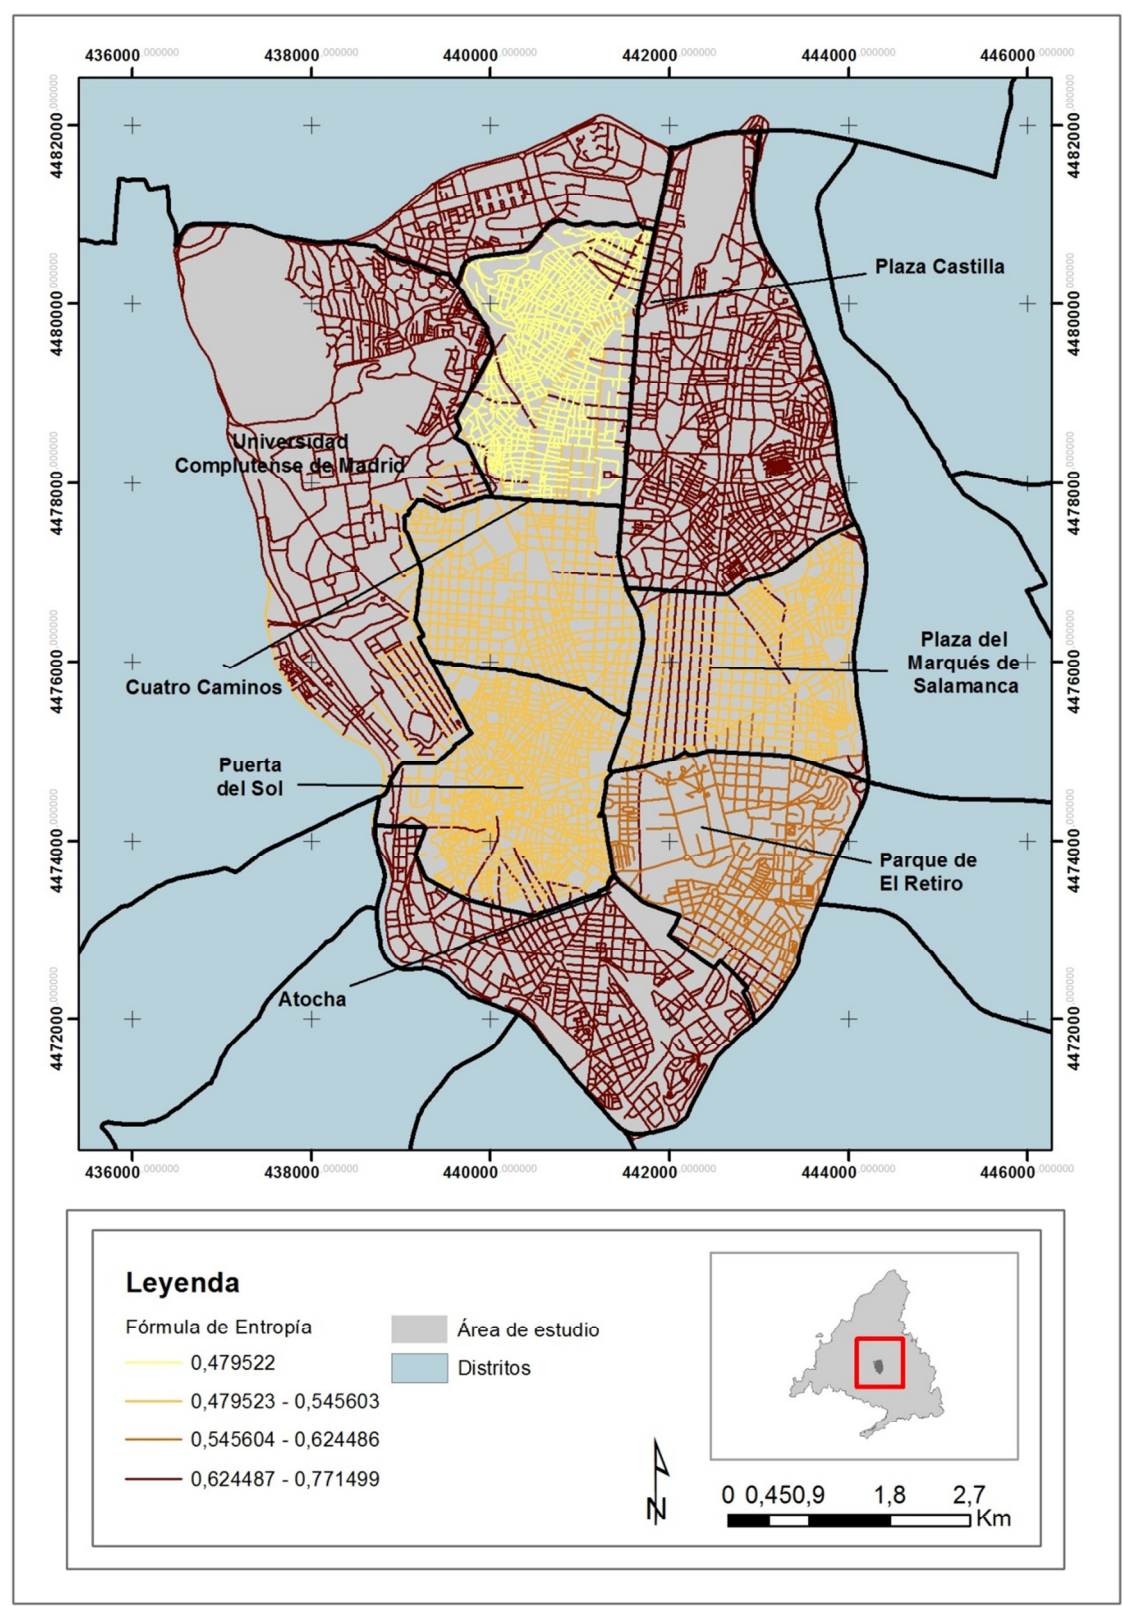 436000,000000 438000,000000 440000,000000 442000,000000 444000,000000 446000,000000
4482000,000000 4482000,000000
Plaza Castilla
4480000,000000 4480000,000000
Universidad
Complutense de Madrid
4478000,000000 4478000,000000
Plaza del
Marqués de
Salamanca
4476000,000000 4476000,000000
Cuatro Caminos
Puerta
del Sol
Parque de
El Retiro
4474000,000000 4474000,000000
Atocha
4472000,000000 4472000,000000
436000,000000 438000,000000 440000,000000 442000,000000 444000,000000 446000,000000
Leyenda
Fórmula de Entropía
0,479522
0,479523 - 0,545603
0,545604 - 0,624486
0,624487 - 0,771499
Área de estudio
Distritos
N
0 0,450,9 1,8 2,7
Km